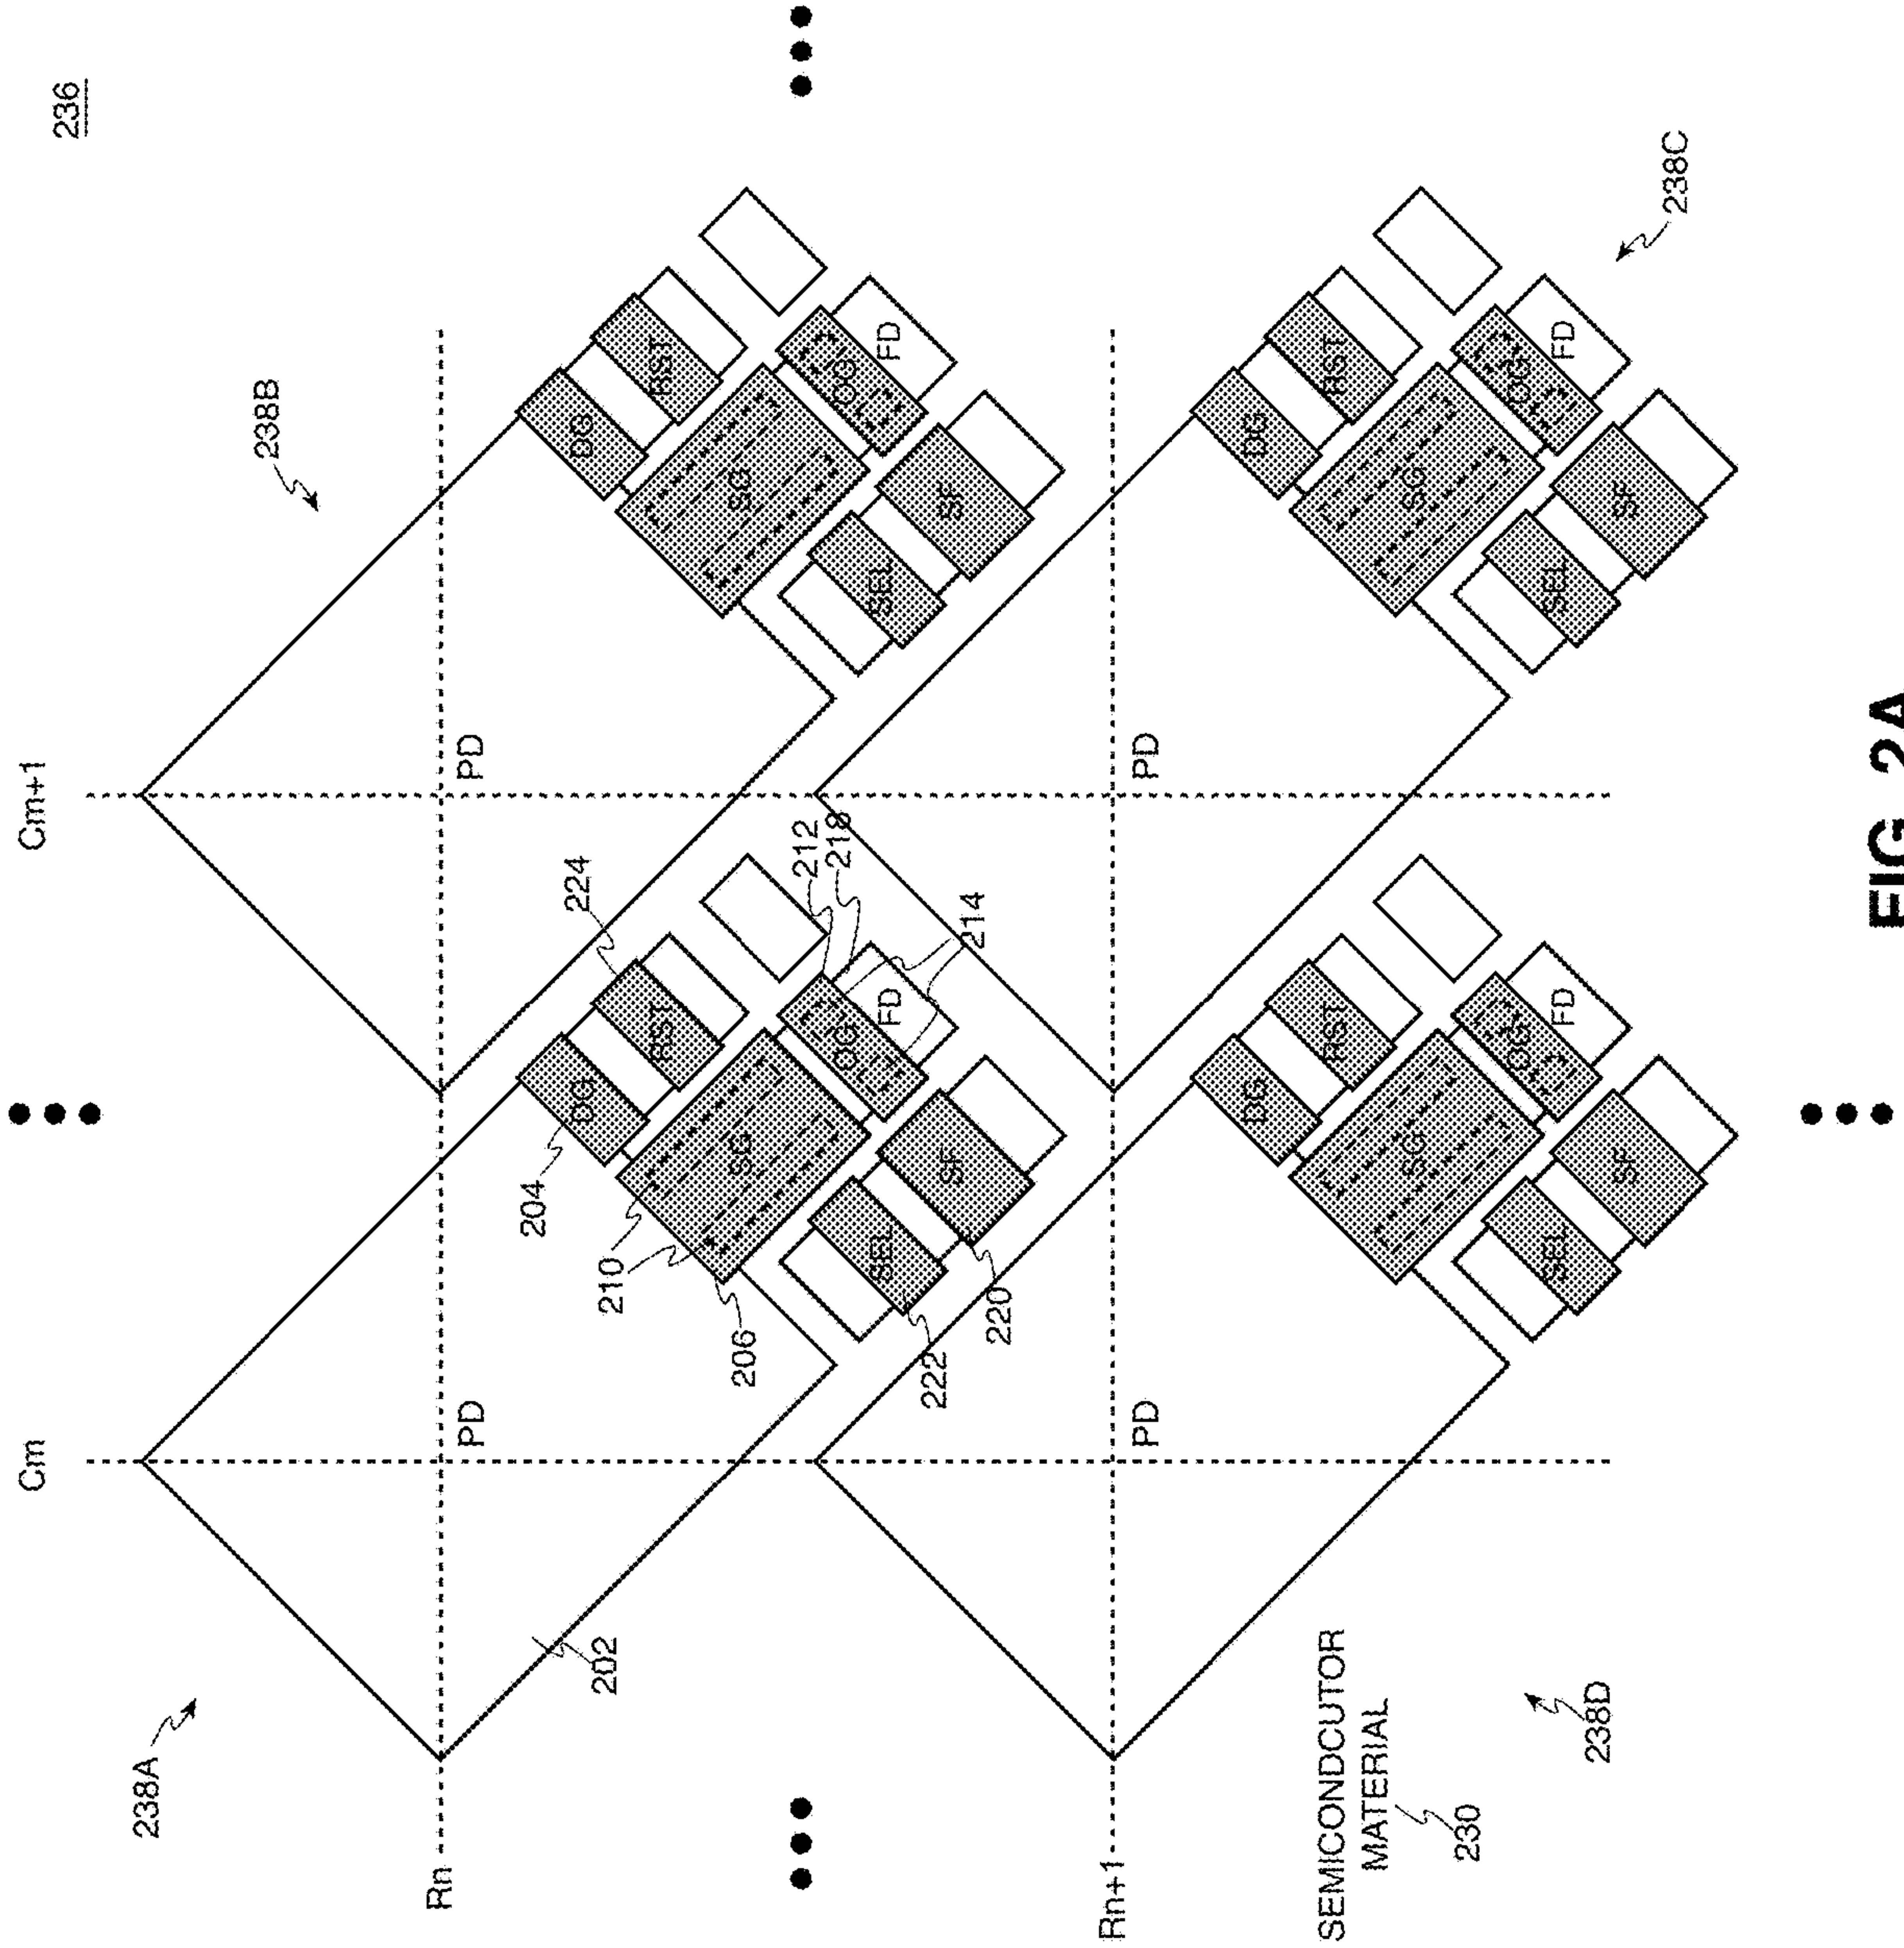 236
Cm
Cm+1
238A
238B
Rn
PD
PD
202
204
DG
224
RST
DG
RST
210
206
SG
212
218
OG
FD
214
SG
OG
FD
222
SEL
220
SF
SEL
SF
Rn+1
PD
PD
DG
RST
DG
RST
SG
OG
FD
SG
OG
FD
SEL
SF
SEL
SF
SEMICONDCUTOR
MATERIAL
230
238D
238C
FIG. 2A